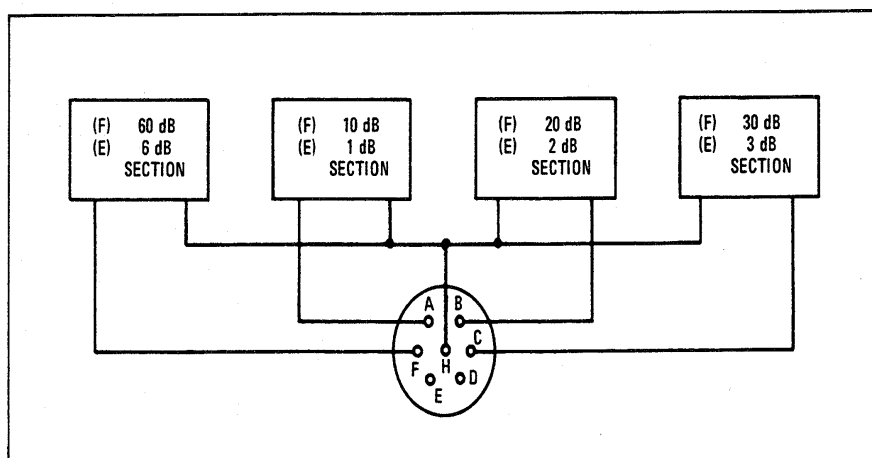 (F) 60 dB
(E) 6 dB
SECTION
(F) 10 dB
(E) 1 dB
SECTION
(F) 20 dB
(E) 2 dB
SECTION
(F) 30 dB
(E) 3 dB
SECTION
A B
F H C
E D